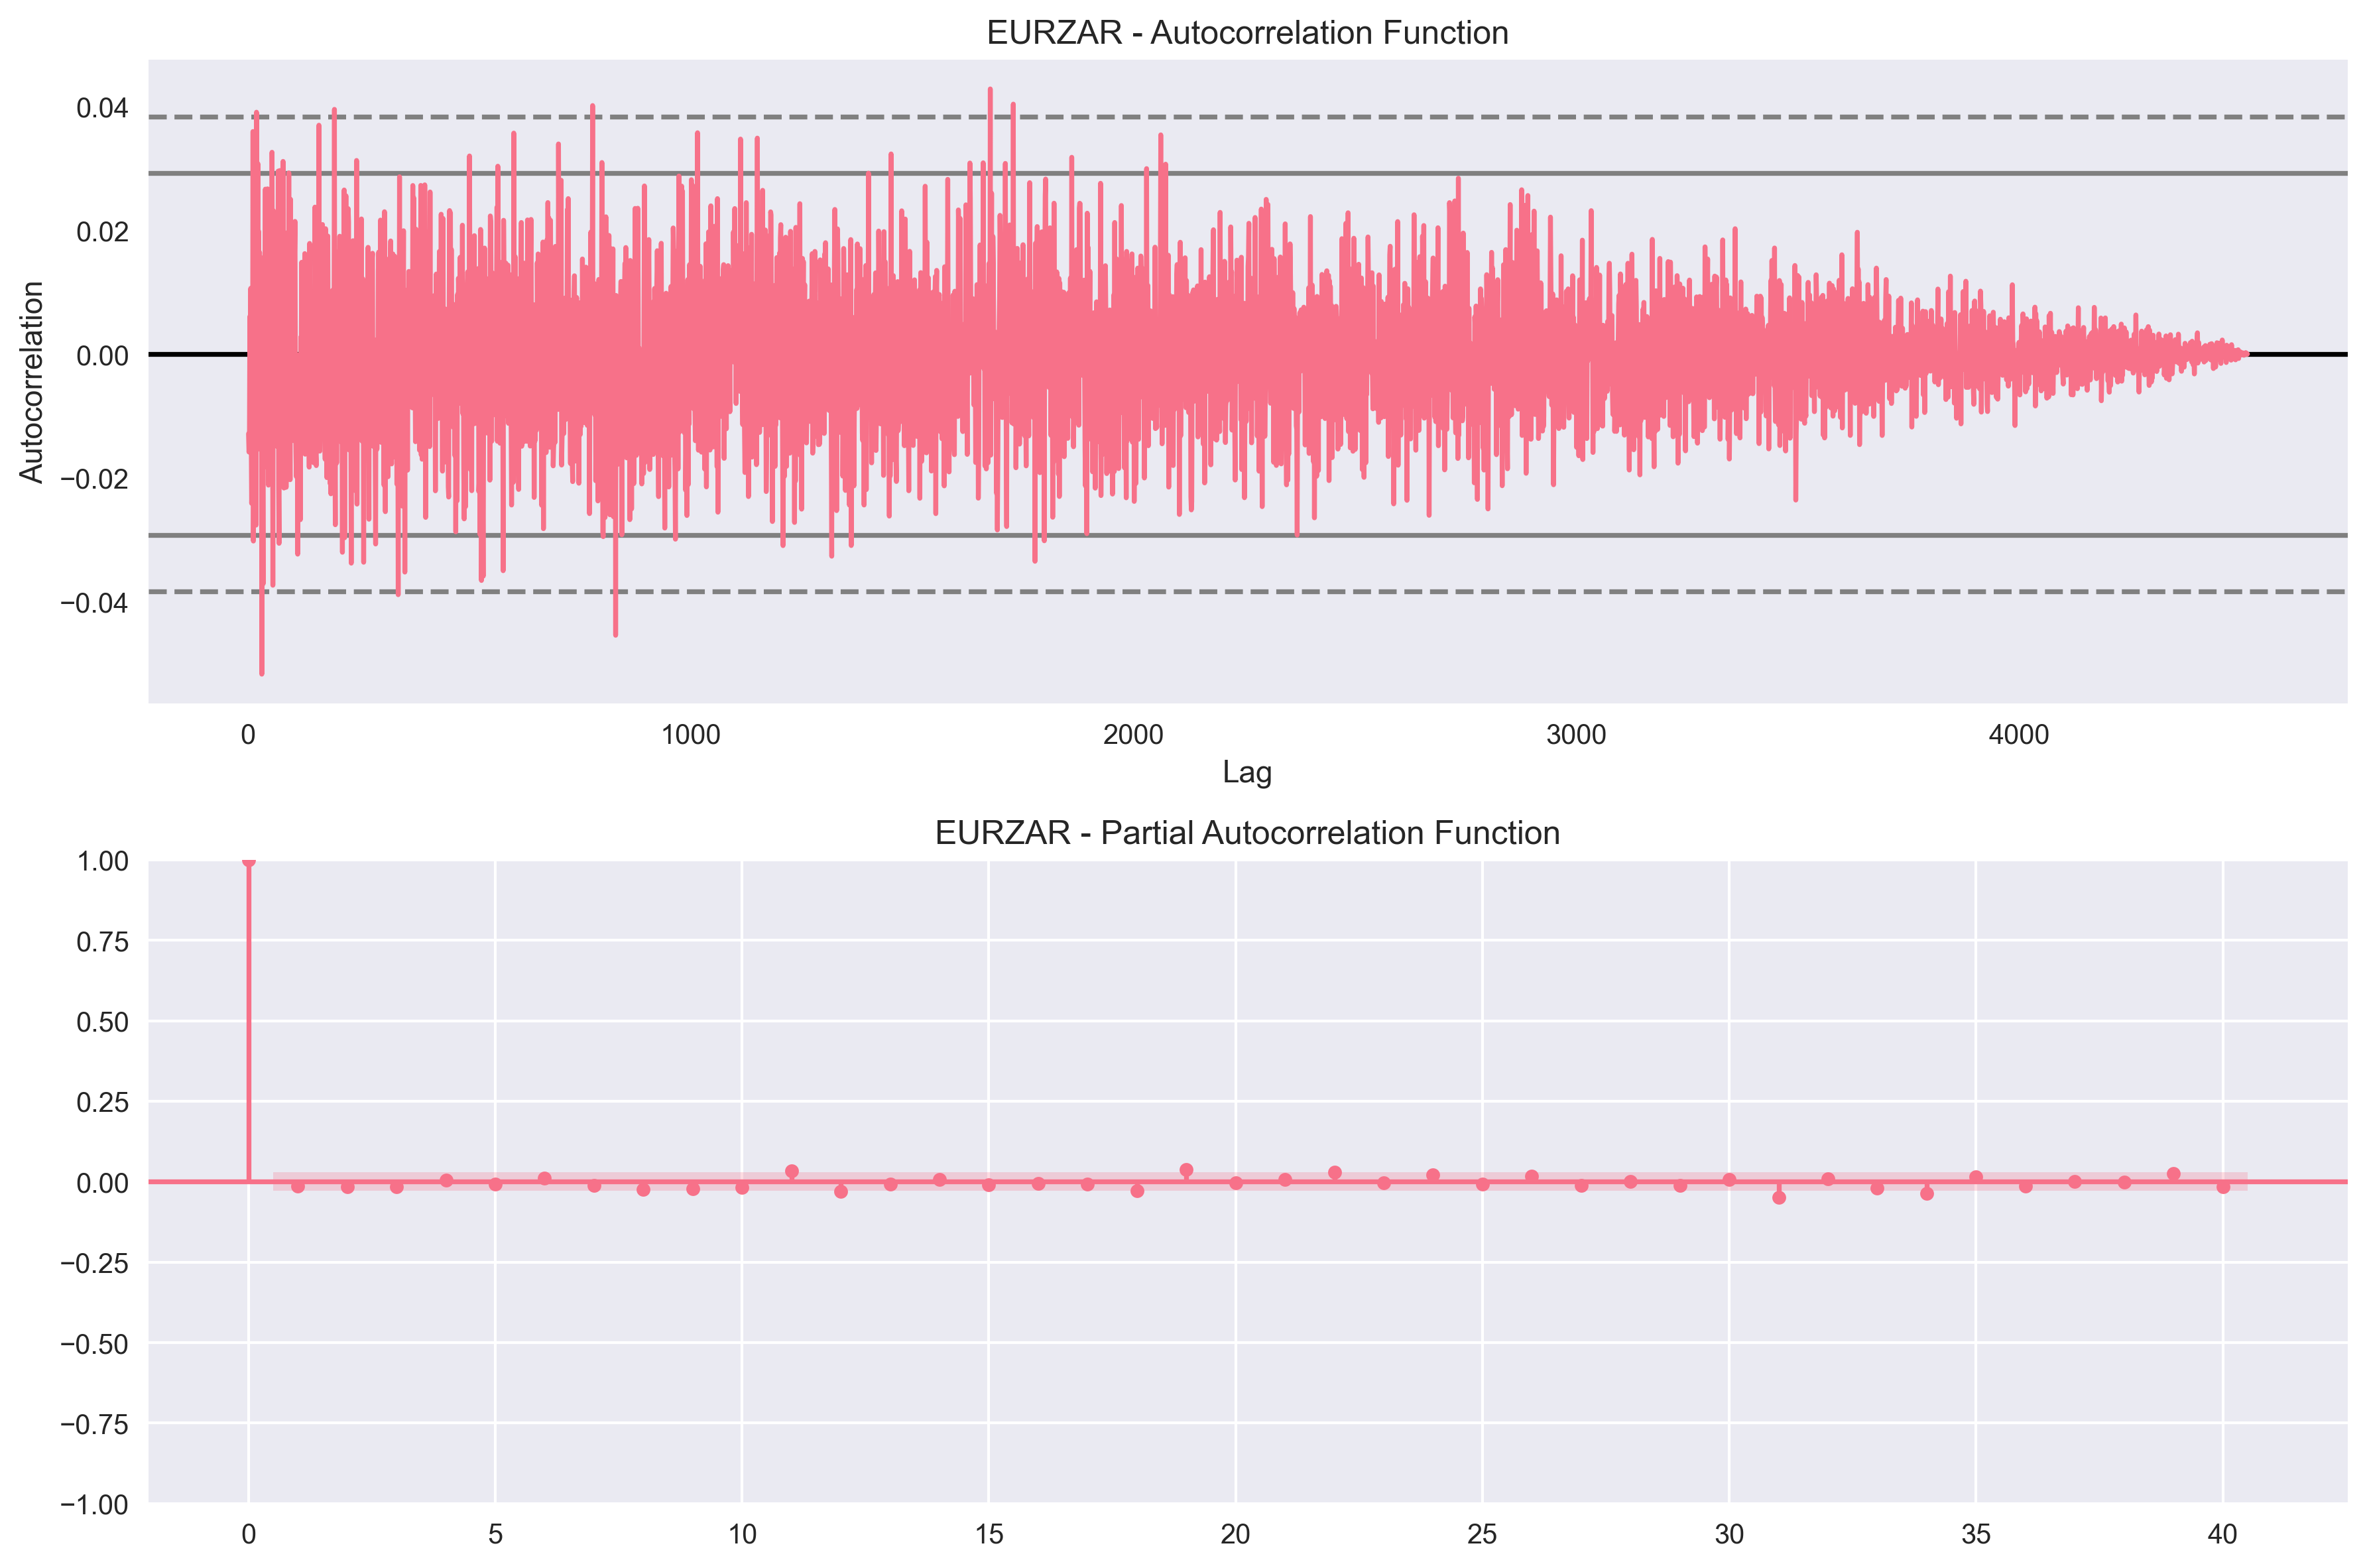 EURZAR - Autocorrelation Function
Autocorrelation
0.04
0.02
0.00
−0.02
−0.04
0 1000 2000 3000 4000
Lag
EURZAR - Partial Autocorrelation Function
1.00
0.75
0.50
0.25
0.00
−0.25
−0.50
−0.75
−1.00
0 5 10 15 20 25 30 35 40